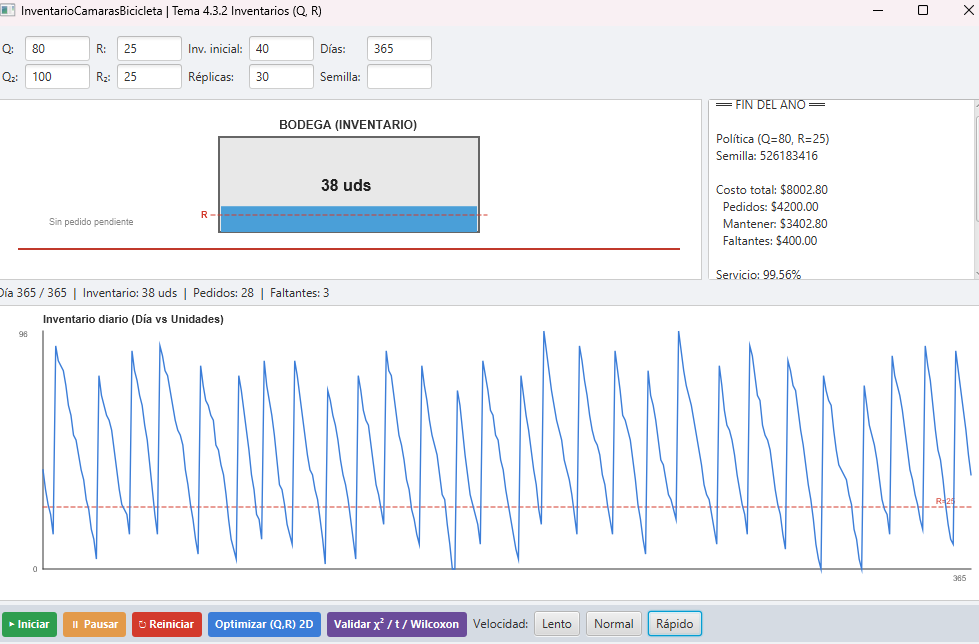 InventarioCamarasBicicleta | Tema 4.3.2 Inventarios (Q, R)
Q: 80 R: 25 Inv. inicial: 40 Días: 365
Q₂: 100 R₂: 25 Réplicas: 30 Semilla:
BODEGA (INVENTARIO)
38 uds
R
Sin pedido pendiente
══ FIN DEL AÑO ══
Política (Q=80, R=25)
Semilla: 526183416
Costo total: $8002.80
Pedidos: $4200.00
Mantener: $3402.80
Faltantes: $400.00
Servicio: 99.56%
Día 365 / 365 | Inventario: 38 uds | Pedidos: 28 | Faltantes: 3
Inventario diario (Día vs Unidades)
96
R=25
0
365
Iniciar Pausar Reiniciar Optimizar (Q,R) 2D Validar χ² / t / Wilcoxon Velocidad: Lento Normal Rápido